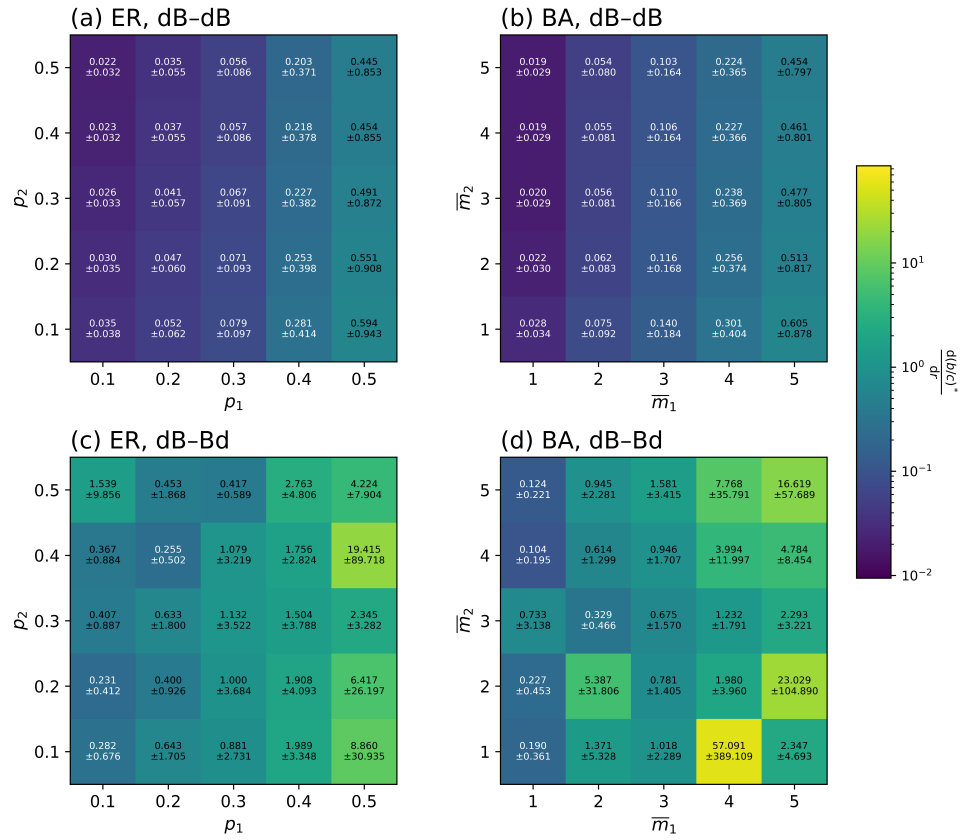 (a) ER, dB–dB
p₂
0.5
0.022 0.035 0.056 0.203 0.445
±0.032 ±0.055 ±0.086 ±0.371 ±0.853
0.4
0.023 0.037 0.057 0.218 0.454
±0.032 ±0.055 ±0.086 ±0.378 ±0.855
0.3
0.026 0.041 0.067 0.227 0.491
±0.033 ±0.057 ±0.091 ±0.382 ±0.872
0.2
0.030 0.047 0.071 0.253 0.551
±0.035 ±0.060 ±0.093 ±0.398 ±0.908
0.1
0.035 0.052 0.079 0.281 0.594
±0.038 ±0.062 ±0.097 ±0.414 ±0.943
0.1 0.2 0.3 0.4 0.5
p₁
(b) BA, dB–dB
m̅₂
5
0.019 0.054 0.103 0.224 0.454
±0.029 ±0.080 ±0.164 ±0.365 ±0.797
4
0.019 0.055 0.106 0.227 0.461
±0.029 ±0.081 ±0.164 ±0.366 ±0.801
3
0.020 0.056 0.110 0.238 0.477
±0.029 ±0.081 ±0.166 ±0.369 ±0.805
2
0.022 0.062 0.116 0.256 0.513
±0.030 ±0.083 ±0.168 ±0.374 ±0.817
1
0.028 0.075 0.140 0.301 0.605
±0.034 ±0.092 ±0.184 ±0.404 ±0.878
1 2 3 4 5
m̅₁
(c) ER, dB–Bd
p₂
0.5
1.539 0.453 0.417 2.763 4.224
±9.856 ±1.868 ±0.589 ±4.806 ±7.904
0.4
0.367 0.255 1.079 1.756 19.415
±0.884 ±0.502 ±3.219 ±2.824 ±89.718
0.3
0.407 0.633 1.132 1.504 2.345
±0.887 ±1.800 ±3.522 ±3.788 ±3.282
0.2
0.231 0.400 1.000 1.908 6.417
±0.412 ±0.926 ±3.684 ±4.093 ±26.197
0.1
0.282 0.643 0.881 1.989 8.860
±0.676 ±1.705 ±2.731 ±3.348 ±30.935
0.1 0.2 0.3 0.4 0.5
p₁
(d) BA, dB–Bd
m̅₂
5
0.124 0.945 1.581 7.768 16.619
±0.221 ±2.281 ±3.415 ±35.791 ±57.689
4
0.104 0.614 0.946 3.994 4.784
±0.195 ±1.299 ±1.707 ±11.997 ±8.454
3
0.733 0.329 0.675 1.232 2.293
±3.138 ±0.466 ±1.570 ±1.791 ±3.221
2
0.227 5.387 0.781 1.980 23.029
±0.453 ±31.806 ±1.405 ±3.960 ±104.890
1
0.190 1.371 1.018 57.091 2.347
±0.361 ±5.328 ±2.289 ±389.109 ±4.693
1 2 3 4 5
m̅₁
10¹
10⁰
10⁻¹
10⁻²
d(b/c)*
dr